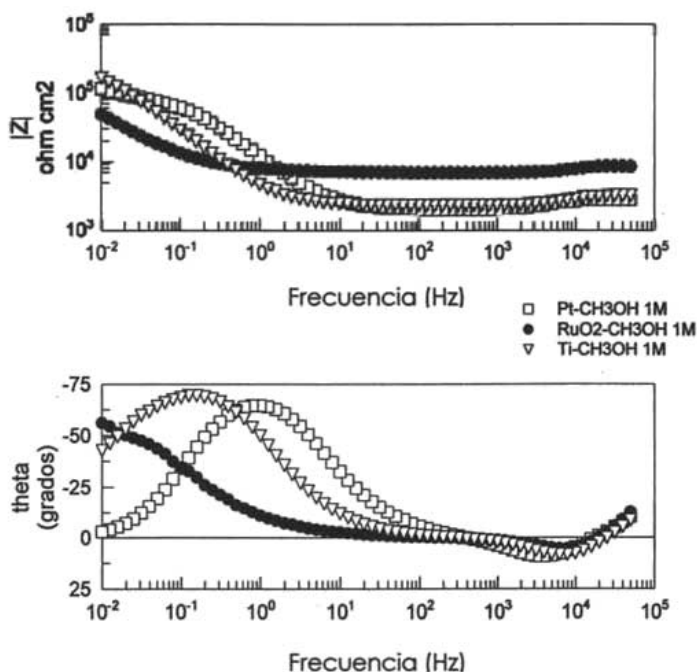 10⁵
10⁵
10⁴
10³
|Z|
ohm cm2
10⁻² 10⁻¹ 10⁰ 10¹ 10² 10³ 10⁴ 10⁵
Frecuencia (Hz)
Pt-CH3OH 1M
RuO2-CH3OH 1M
Ti-CH3OH 1M
-75
-50
-25
0
25
theta
(grados)
10⁻² 10⁻¹ 10⁰ 10¹ 10² 10³ 10⁴ 10⁵
Frecuencia (Hz)